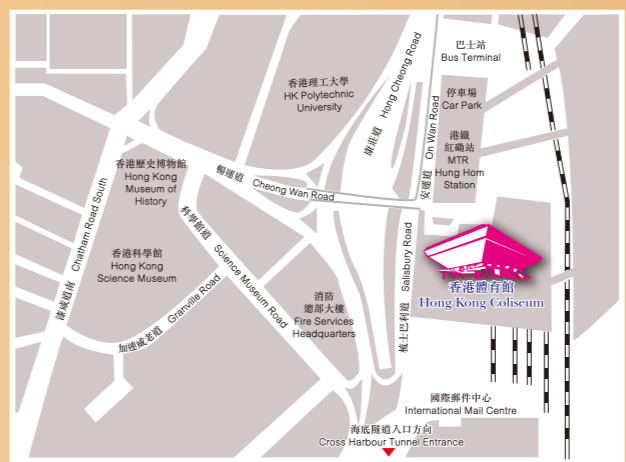 巴士站
Bus Terminal
香港理工大學
HK Polytechnic
University
康莊道 Hong Cheong Road
停車場
Car Park
安運道 On Wan Road
港鐵
紅磡站
MTR
Hung Hom
Station
香港歷史博物館
Hong Kong
Museum of
History
暢運道 Cheong Wan Road
漆咸道南 Chatham Road South
科學館道 Science Museum Road
香港科學館
Hong Kong
Science Museum
加連威老道 Granville Road
梳士巴利道 Salisbury Road
香港體育館
Hong Kong Coliseum
消防
總部大樓
Fire Services
Headquarters
國際郵件中心
International Mail Centre
海底隧道入口方向
Cross Harbour Tunnel Entrance